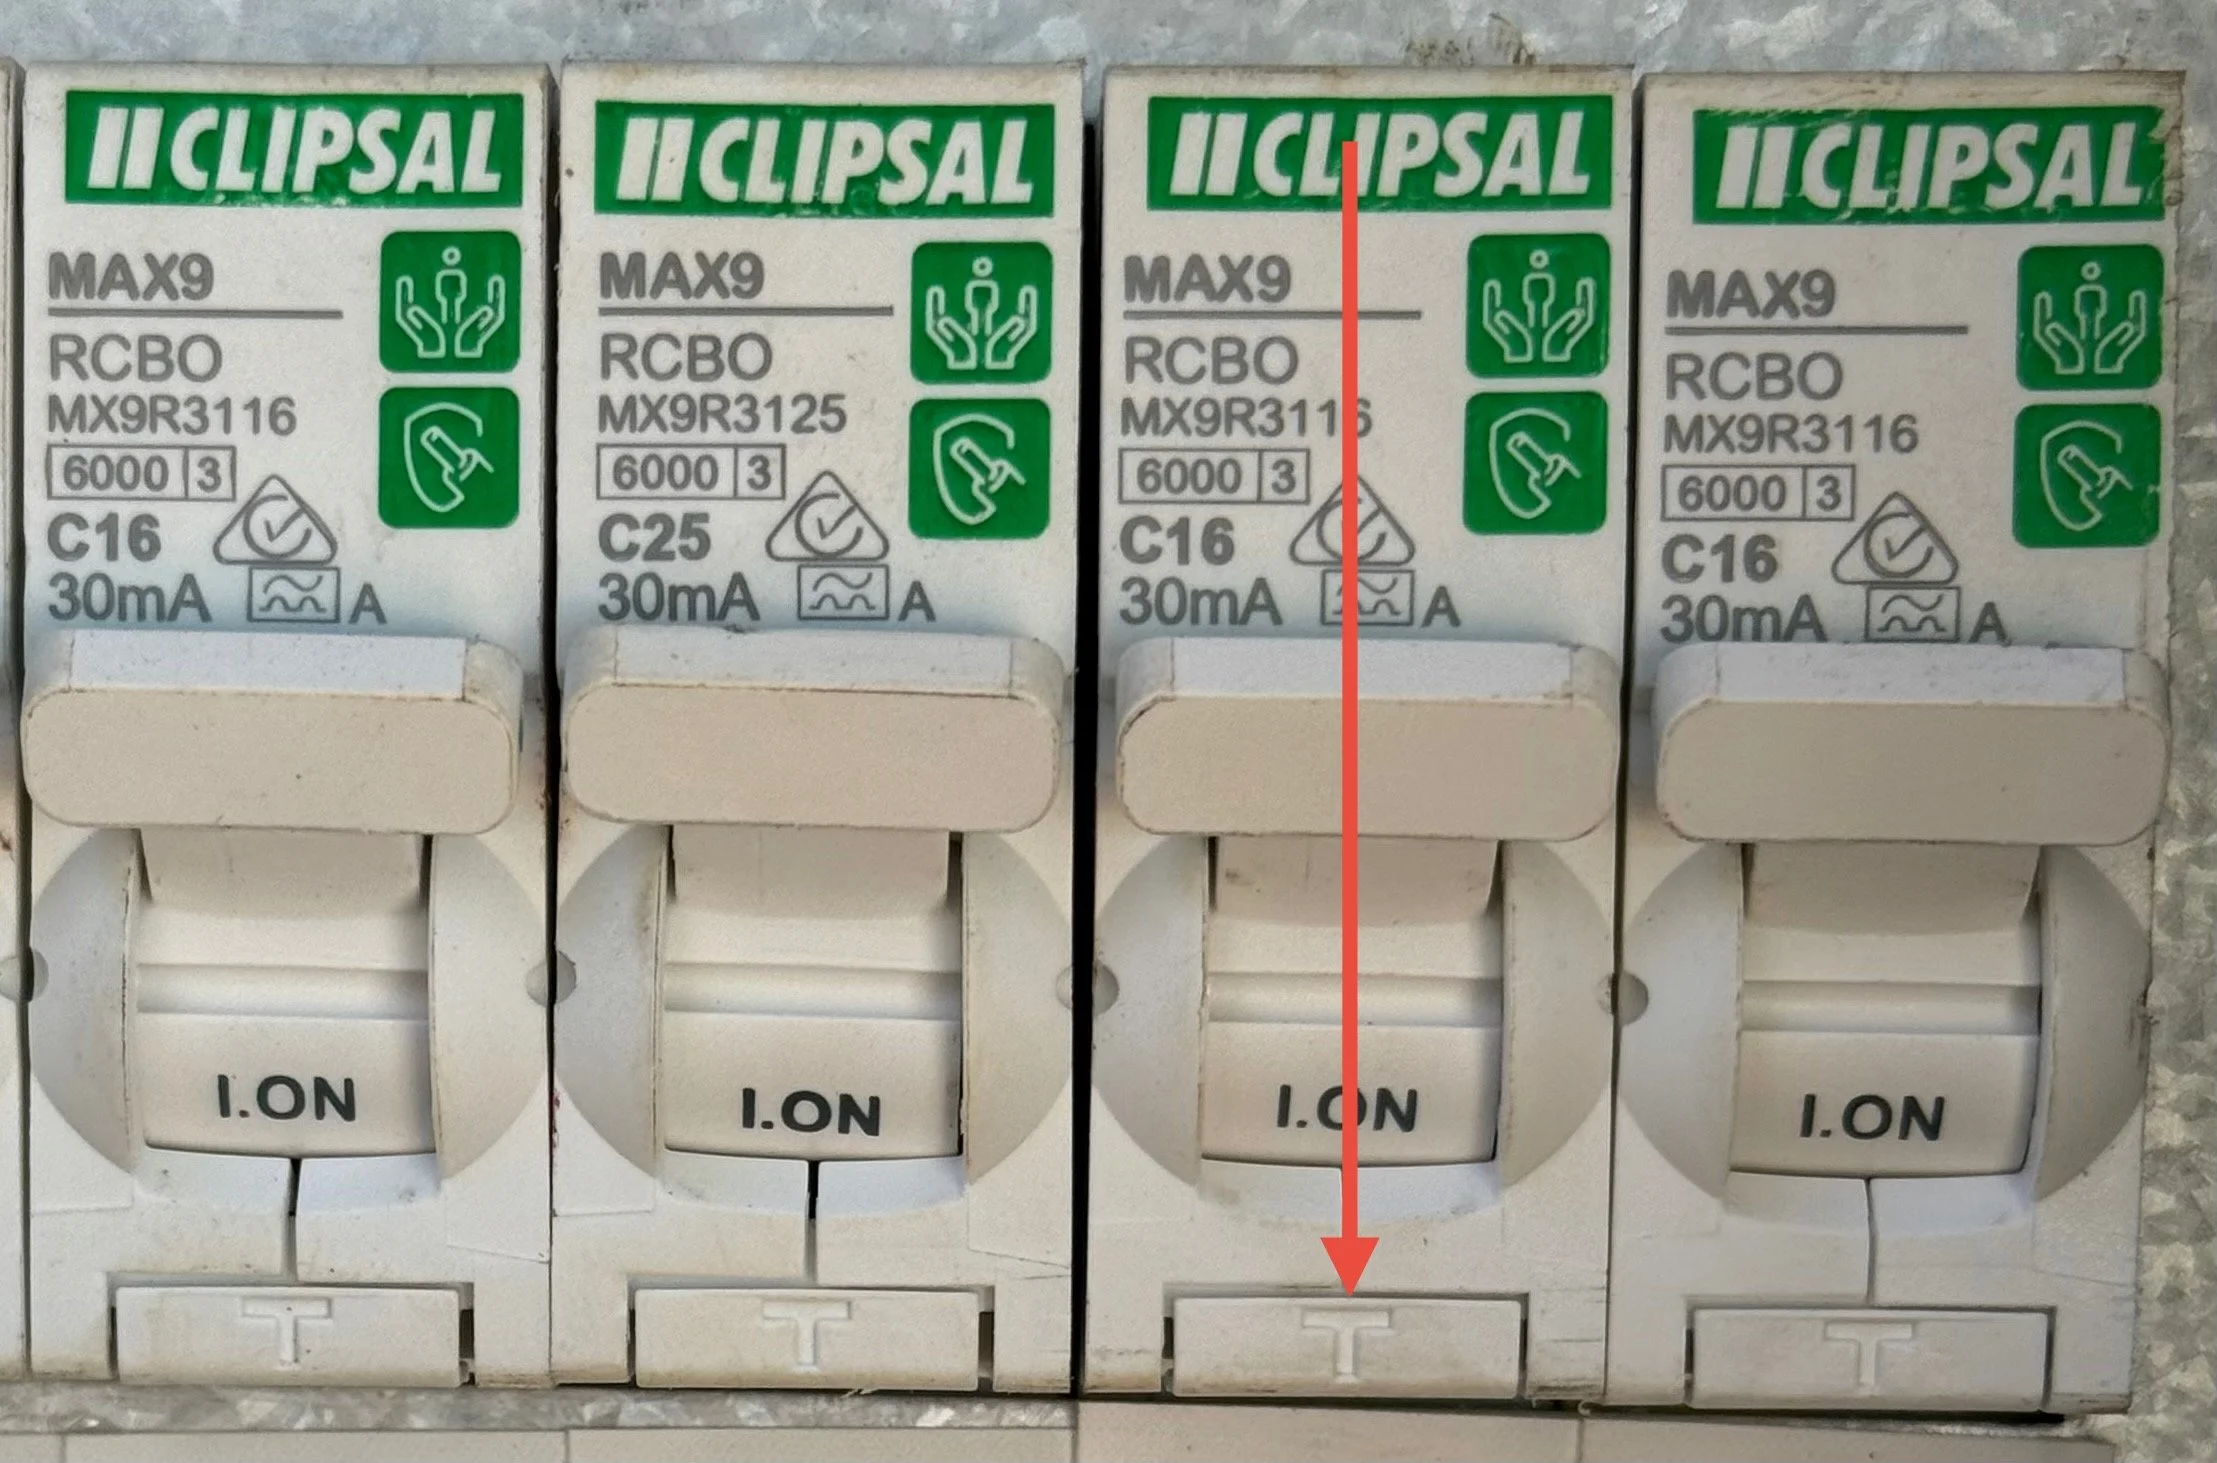 CLIPSAL
MAX9
RCBO
MX9R3116
6000 3
C16
30mA A
I.ON
T
CLIPSAL
MAX9
RCBO
MX9R3125
6000 3
C25
30mA A
I.ON
T
CLIPSAL
MAX9
RCBO
MX9R3116
6000 3
C16
30mA A
I.ON
T
CLIPSAL
MAX9
RCBO
MX9R3116
6000 3
C16
30mA A
I.ON
T